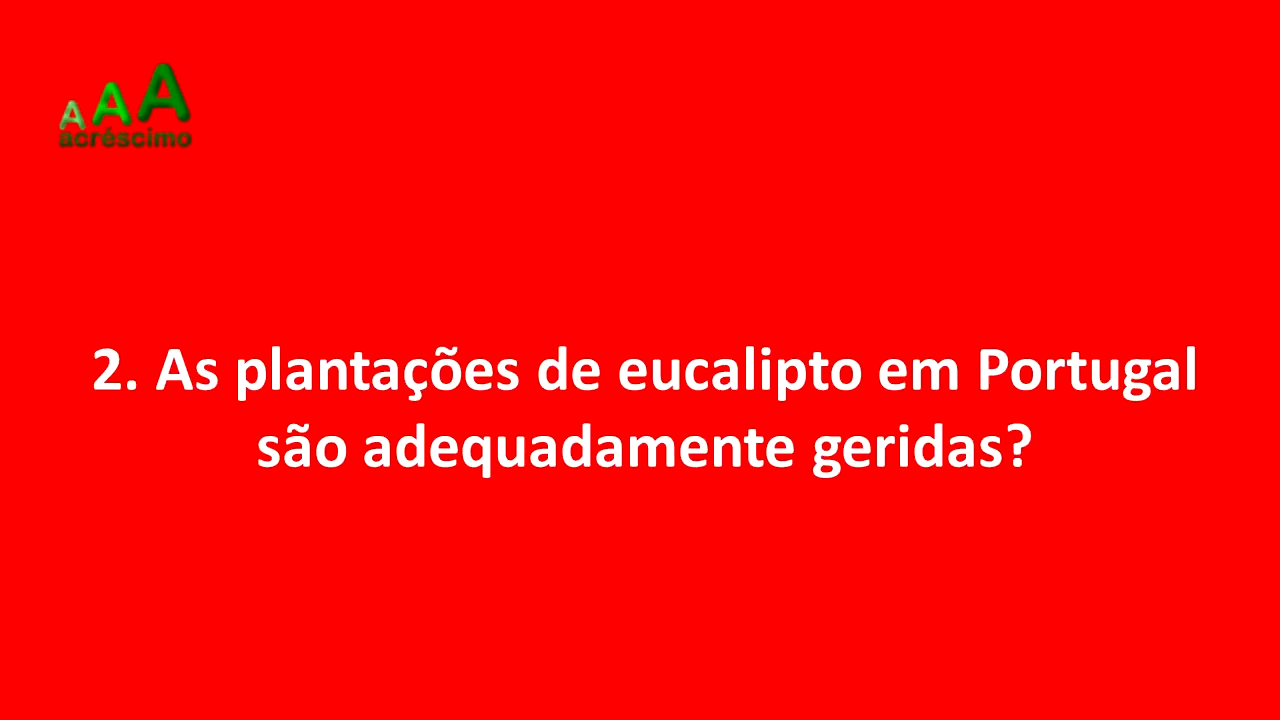 A A A
acréscimo
2. As plantações de eucalipto em Portugal
são adequadamente geridas?